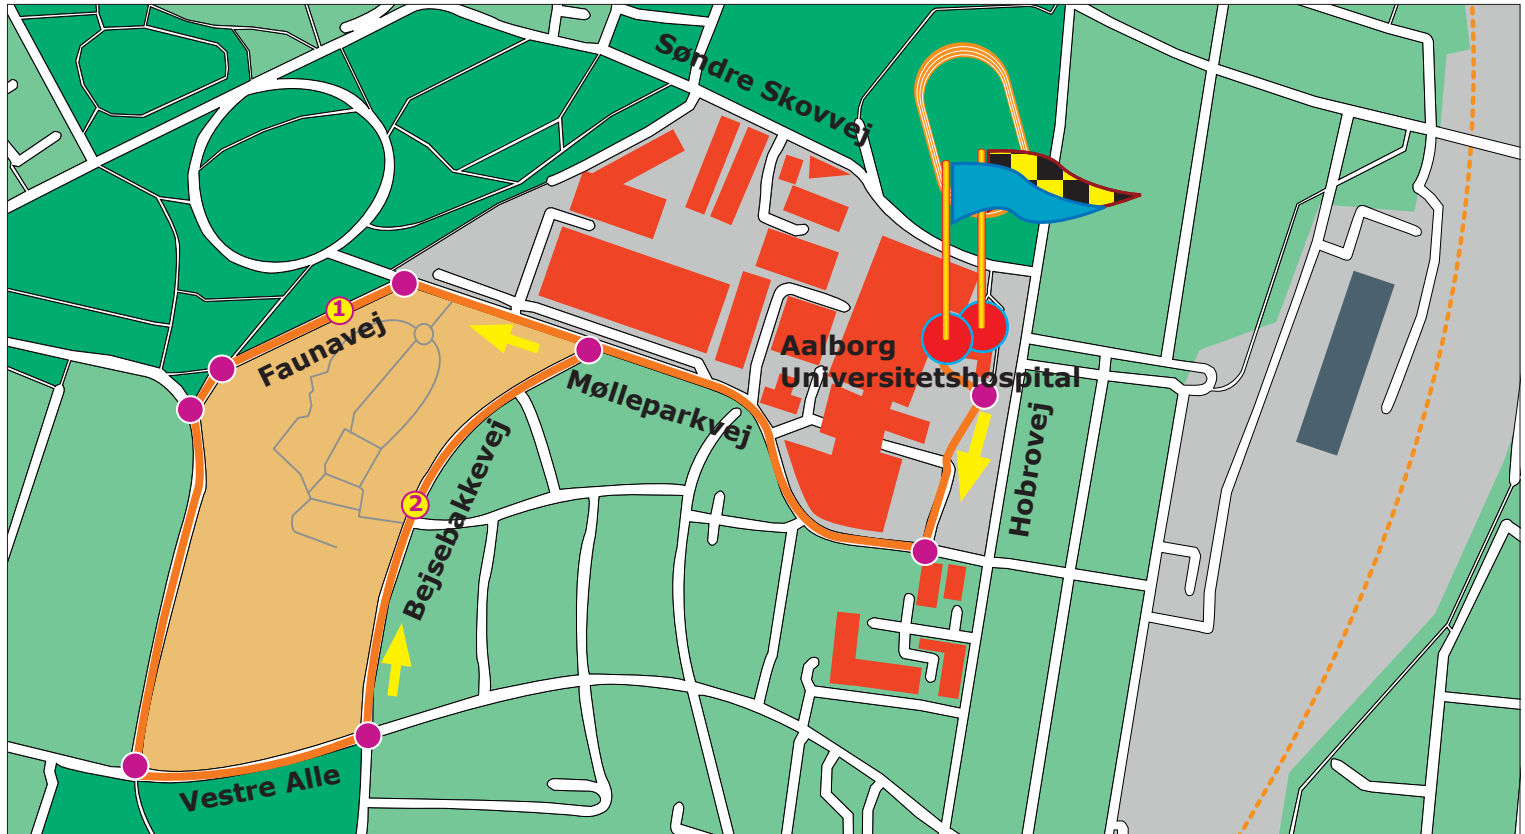 Søndre Skovvej
1
Faunavej
Aalborg
Universitetshospital
Mølleparkvej
Hobrovej
2
Bejsebakkevej
Vestre Alle